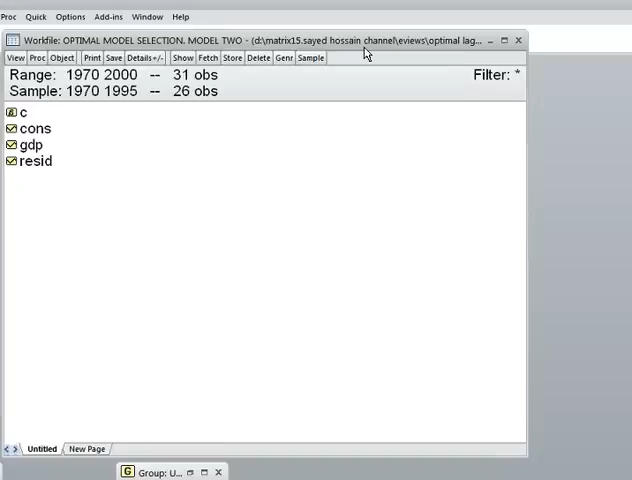 Proc Quick Options Add-ins Window Help
Workfile: OPTIMAL MODEL SELECTION. MODEL TWO - (d:\matrix15.sayed hossain channel\eviews\optimal lag...
View Proc Object Print Save Details+/- Show Fetch Store Delete Genr Sample
Range: 1970 2000 -- 31 obs
Filter: *
Sample: 1970 1995 -- 26 obs
c
cons
gdp
resid
< > Untitled New Page
G Group: U...